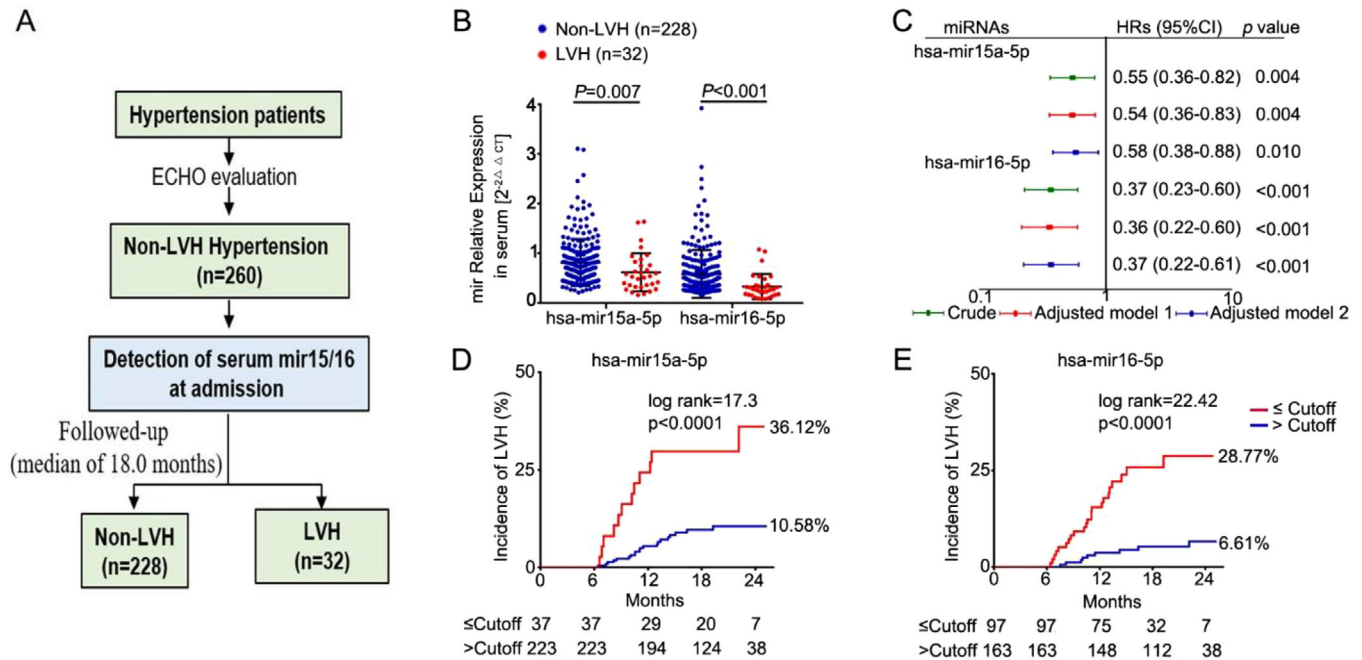 A
Hypertension patients
ECHO evaluation
Non-LVH Hypertension
(n=260)
Detection of serum mir15/16
at admission
Followed-up
(median of 18.0 months)
Non-LVH
(n=228)
LVH
(n=32)
B
Non-LVH (n=228)
LVH (n=32)
P=0.007
P<0.001
mir Relative Expression
in serum [2-2△△CT]
4
3
2
1
0
hsa-mir15a-5p
hsa-mir16-5p
C
miRNAs HRs (95%CI) p value
hsa-mir15a-5p
0.55 (0.36-0.82) 0.004
0.54 (0.36-0.83) 0.004
0.58 (0.38-0.88) 0.010
hsa-mir16-5p
0.37 (0.23-0.60) <0.001
0.36 (0.22-0.60) <0.001
0.37 (0.22-0.61) <0.001
0.1 1 10
Crude Adjusted model 1 Adjusted model 2
D
hsa-mir15a-5p
Incidence of LVH (%)
50
25
0
log rank=17.3
p<0.0001
36.12%
10.58%
0 6 12 18 24
Months
≤Cutoff 37 37 29 20 7
>Cutoff 223 223 194 124 38
E
hsa-mir16-5p
Incidence of LVH (%)
50
25
0
log rank=22.42
p<0.0001
≤ Cutoff
> Cutoff
28.77%
6.61%
0 6 12 18 24
Months
≤Cutoff 97 97 75 32 7
>Cutoff 163 163 148 112 38